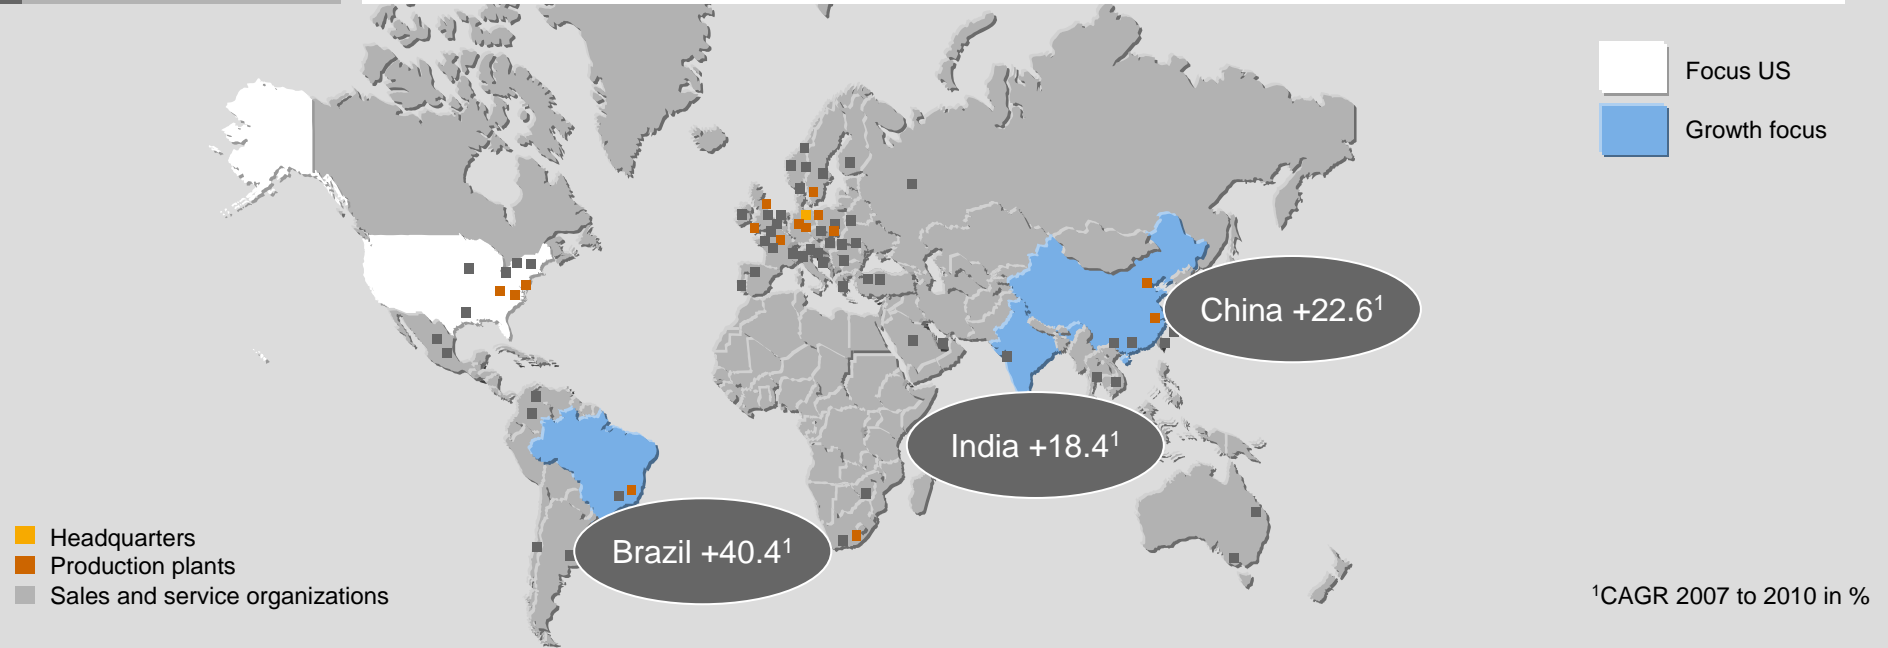 Focus US
Growth focus
China +22.6¹
India +18.4¹
Brazil +40.4¹
Headquarters
Production plants
Sales and service organizations
¹CAGR 2007 to 2010 in %